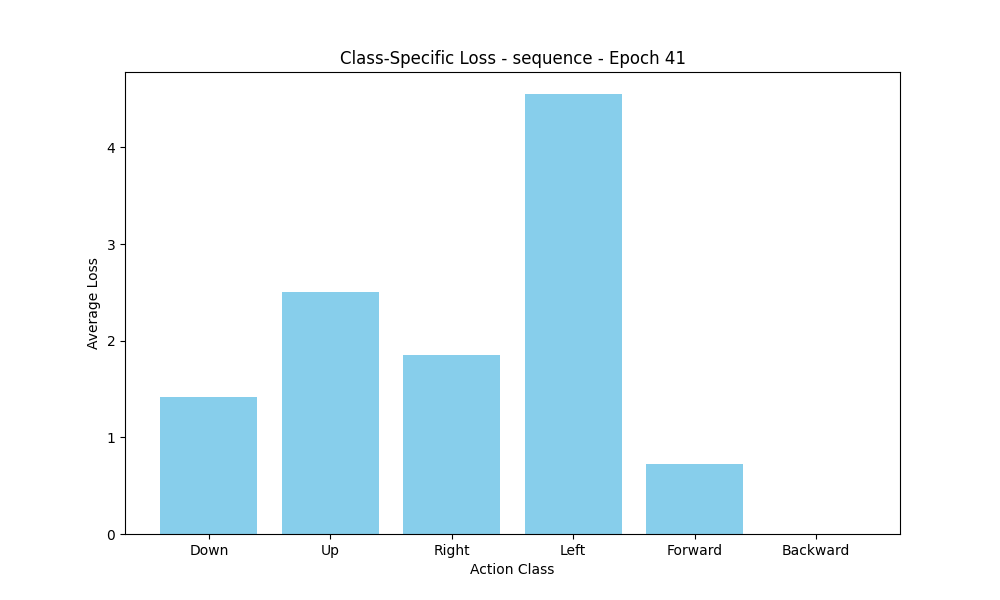 Class-Specific Loss - sequence - Epoch 41
Average Loss
4
3
2
1
0
Down Up Right Left Forward Backward
Action Class